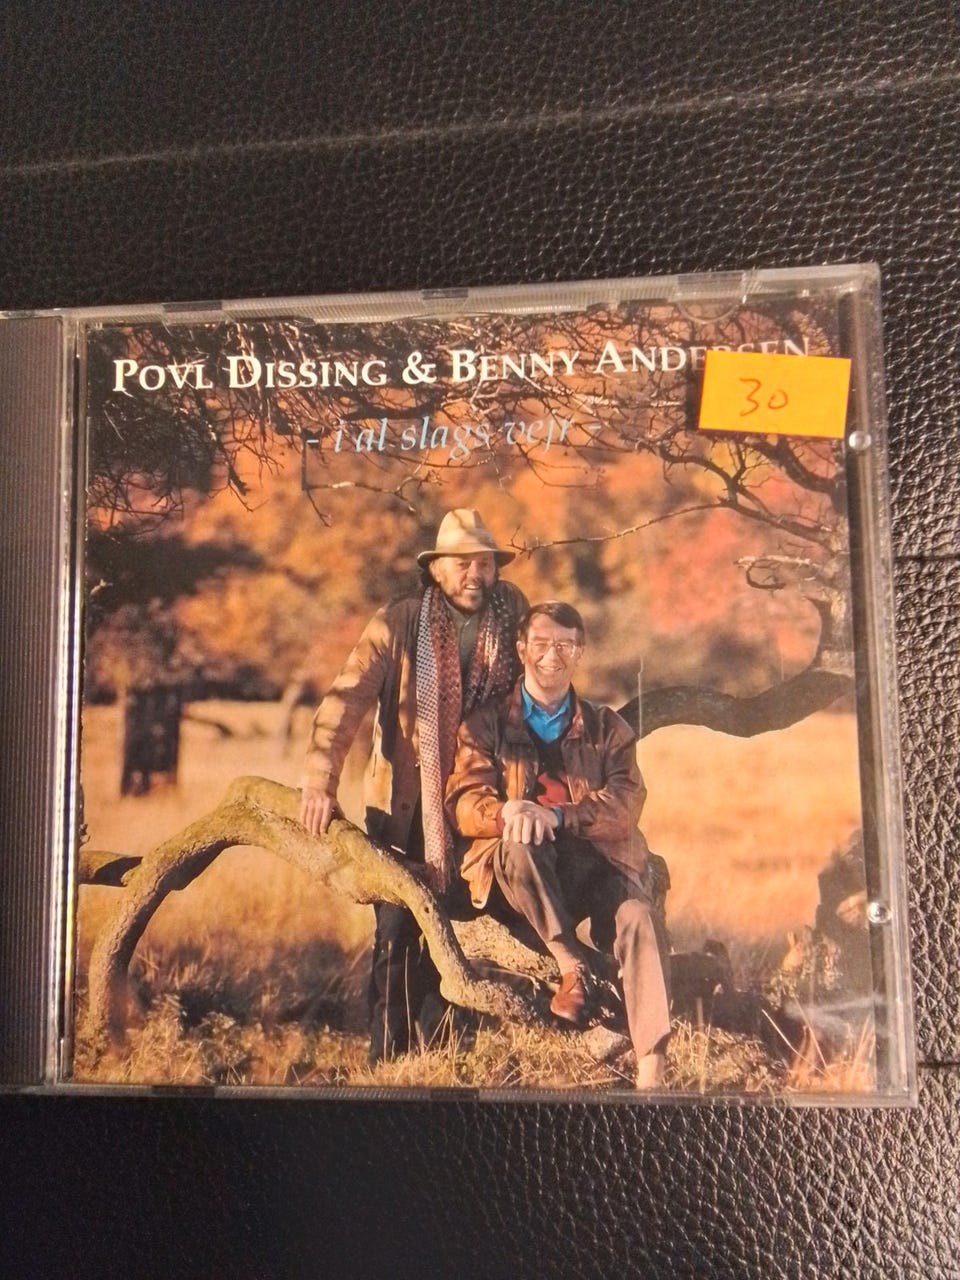 POVL DISSING & BENNY ANDERSEN
30
- i al slags vejr -